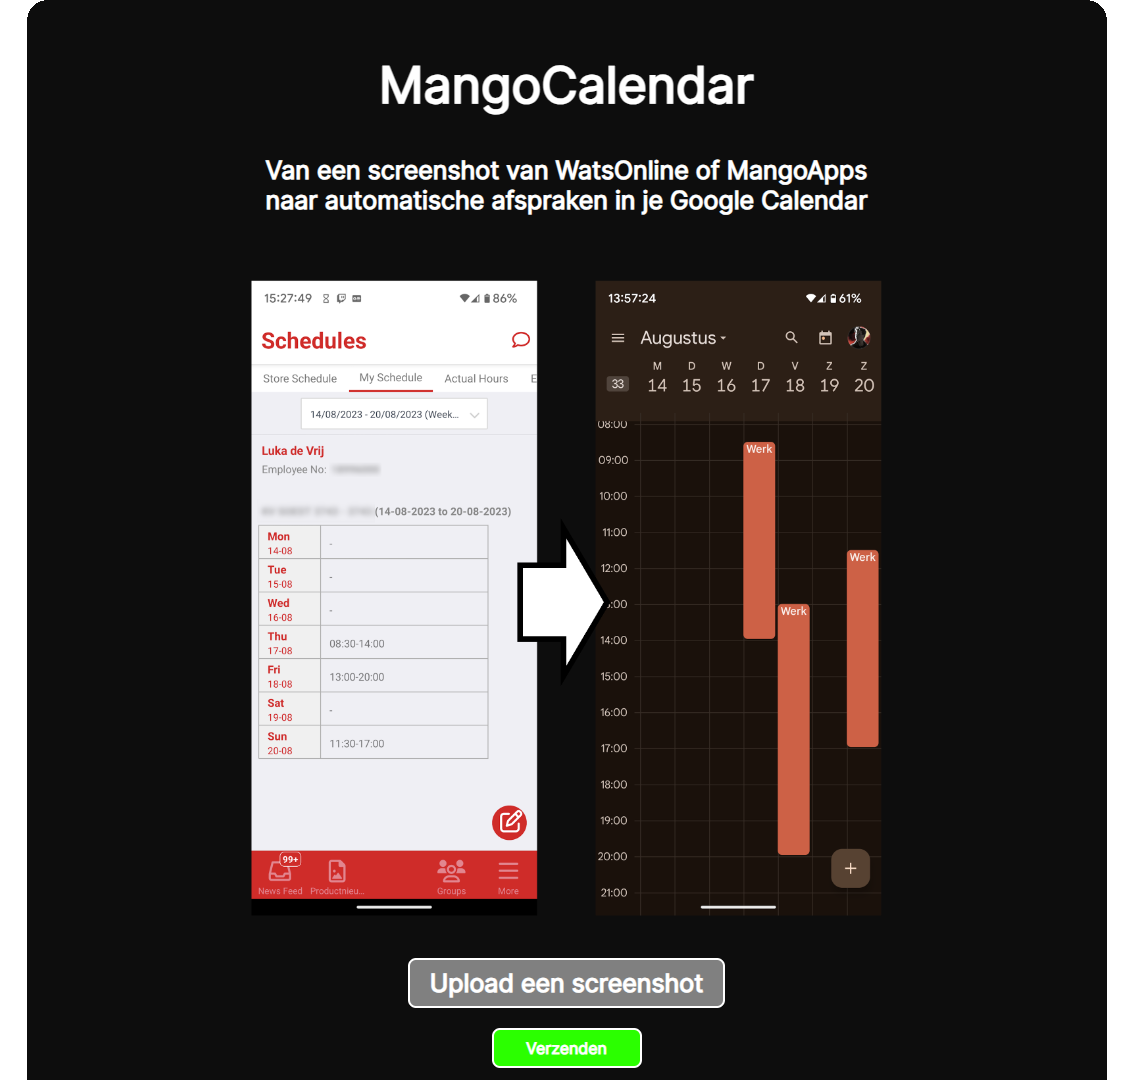 MangoCalendar
Van een screenshot van WatsOnline of MangoApps
naar automatische afspraken in je Google Calendar
15:27:49 86%
Schedules
Store Schedule My Schedule Actual Hours E
14/08/2023 - 20/08/2023 (Week...
Luka de Vrij
Employee No:
(14-08-2023 to 20-08-2023)
Mon
14-08 -
Tue
15-08 -
Wed
16-08 -
Thu
17-08 08:30-14:00
Fri
18-08 13:00-20:00
Sat
19-08 -
Sun
20-08 11:30-17:00
99+
News Feed Productnieu... Groups More
13:57:24 61%
Augustus
M D W D V Z Z
33 14 15 16 17 18 19 20
08:00
Werk
09:00
10:00
11:00
Werk
12:00
Werk
:00
14:00
15:00
16:00
17:00
18:00
19:00
20:00
+
21:00
Upload een screenshot
Verzenden